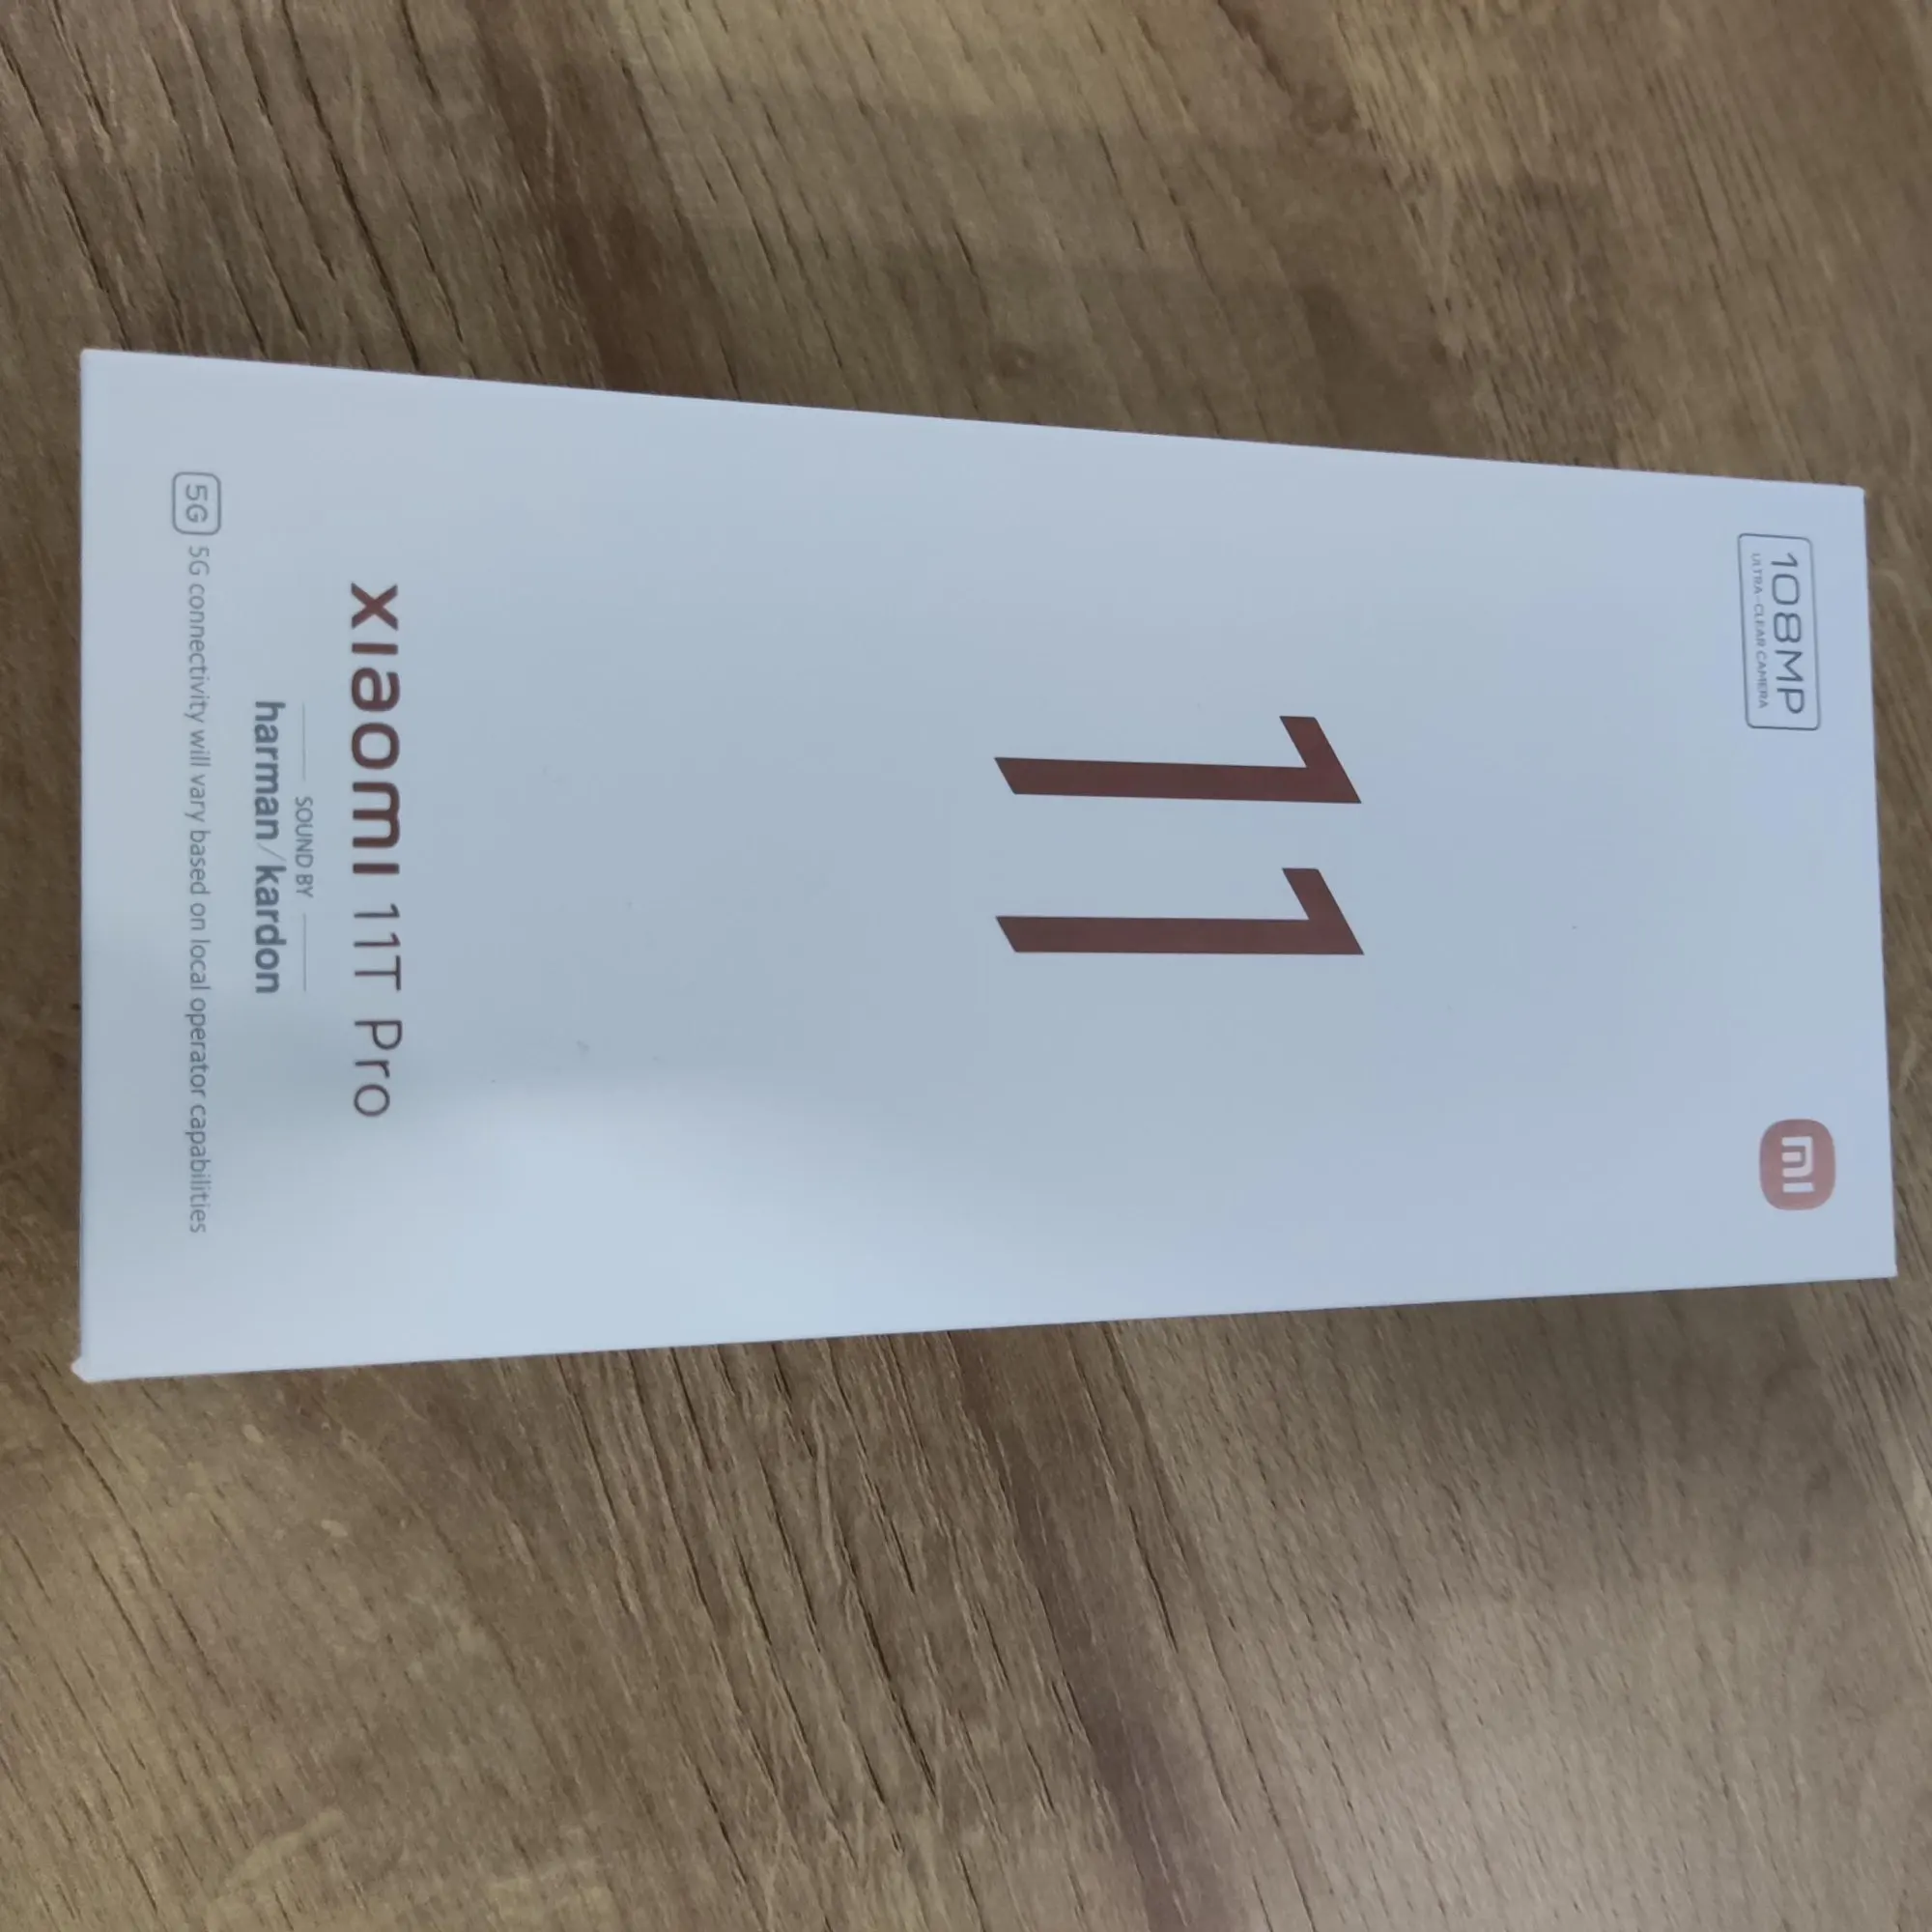 108MP
ULTRA-CLEAR CAMERA
mi
11
xiaomi 11T Pro
SOUND BY
harman/kardon
5G 5G connectivity will vary based on local operator capabilities